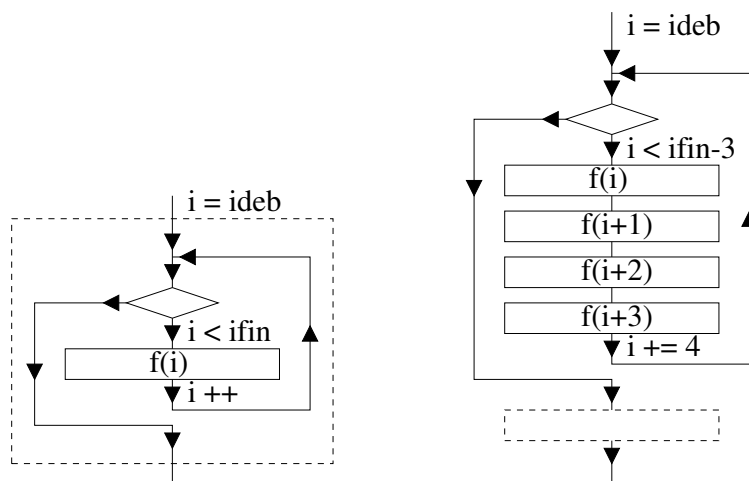 i = ideb
i < ifin
f(i)
i ++
i = ideb
i < ifin-3
f(i)
f(i+1)
f(i+2)
f(i+3)
i += 4